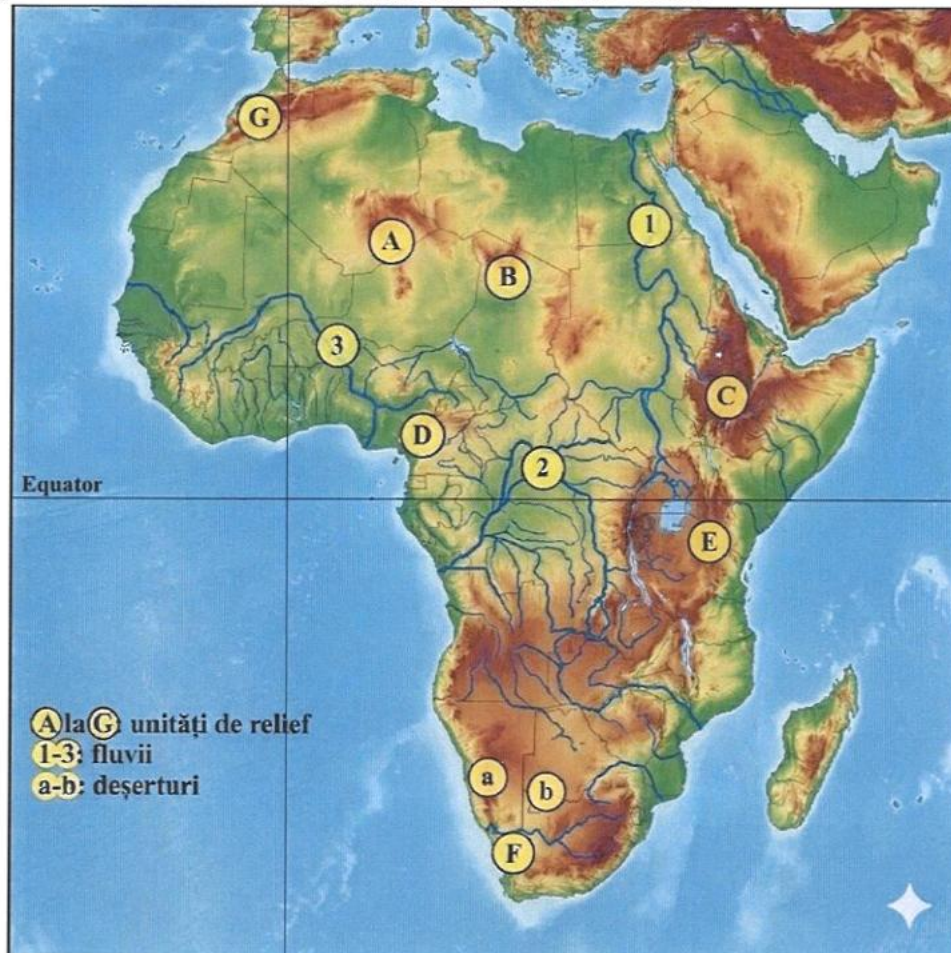 G
A
1
B
3
C
D
2
Equator
E
A la G: unități de relief
1-3: fluvii
a-b: deșerturi
a
b
F